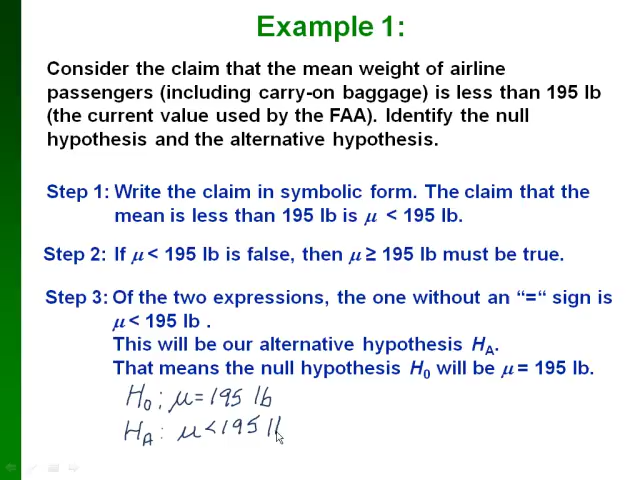 Example 1:
Consider the claim that the mean weight of airline
passengers (including carry-on baggage) is less than 195 lb
(the current value used by the FAA). Identify the null
hypothesis and the alternative hypothesis.
Step 1: Write the claim in symbolic form. The claim that the
mean is less than 195 lb is μ < 195 lb.
Step 2: If μ < 195 lb is false, then μ ≥ 195 lb must be true.
Step 3: Of the two expressions, the one without an “=“ sign is
μ < 195 lb .
This will be our alternative hypothesis H_A.
That means the null hypothesis H_0 will be μ = 195 lb.
H_0: μ = 195 lb
H_A: μ < 195 ll